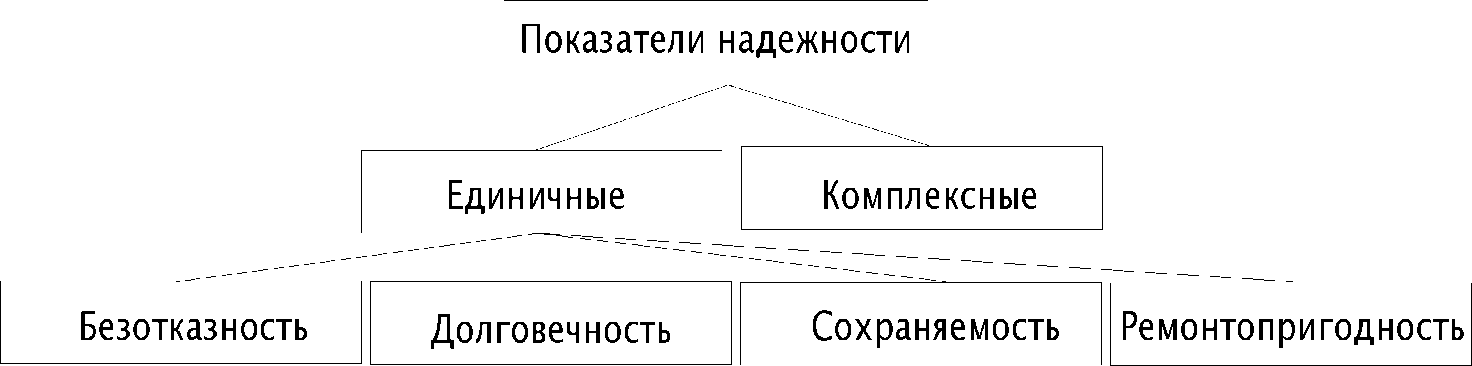 Показатели надежности
Единичные
Комплексные
Безотказность
Долговечность
Сохраняемость
Ремонтопригодность